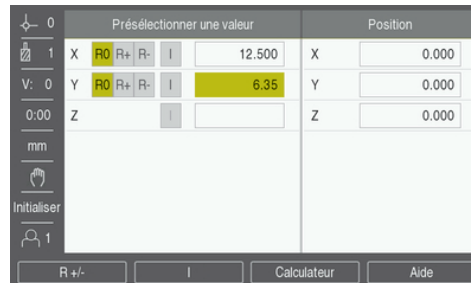 0
Présélectionner une valeur
Position
1
X R0 R+ R- I 12.500
X 0.000
V: 0
Y R0 R+ R- I 6.35
Y 0.000
0:00
Z I
Z 0.000
mm
Initialiser
1
R +/-
I
Calculateur
Aide